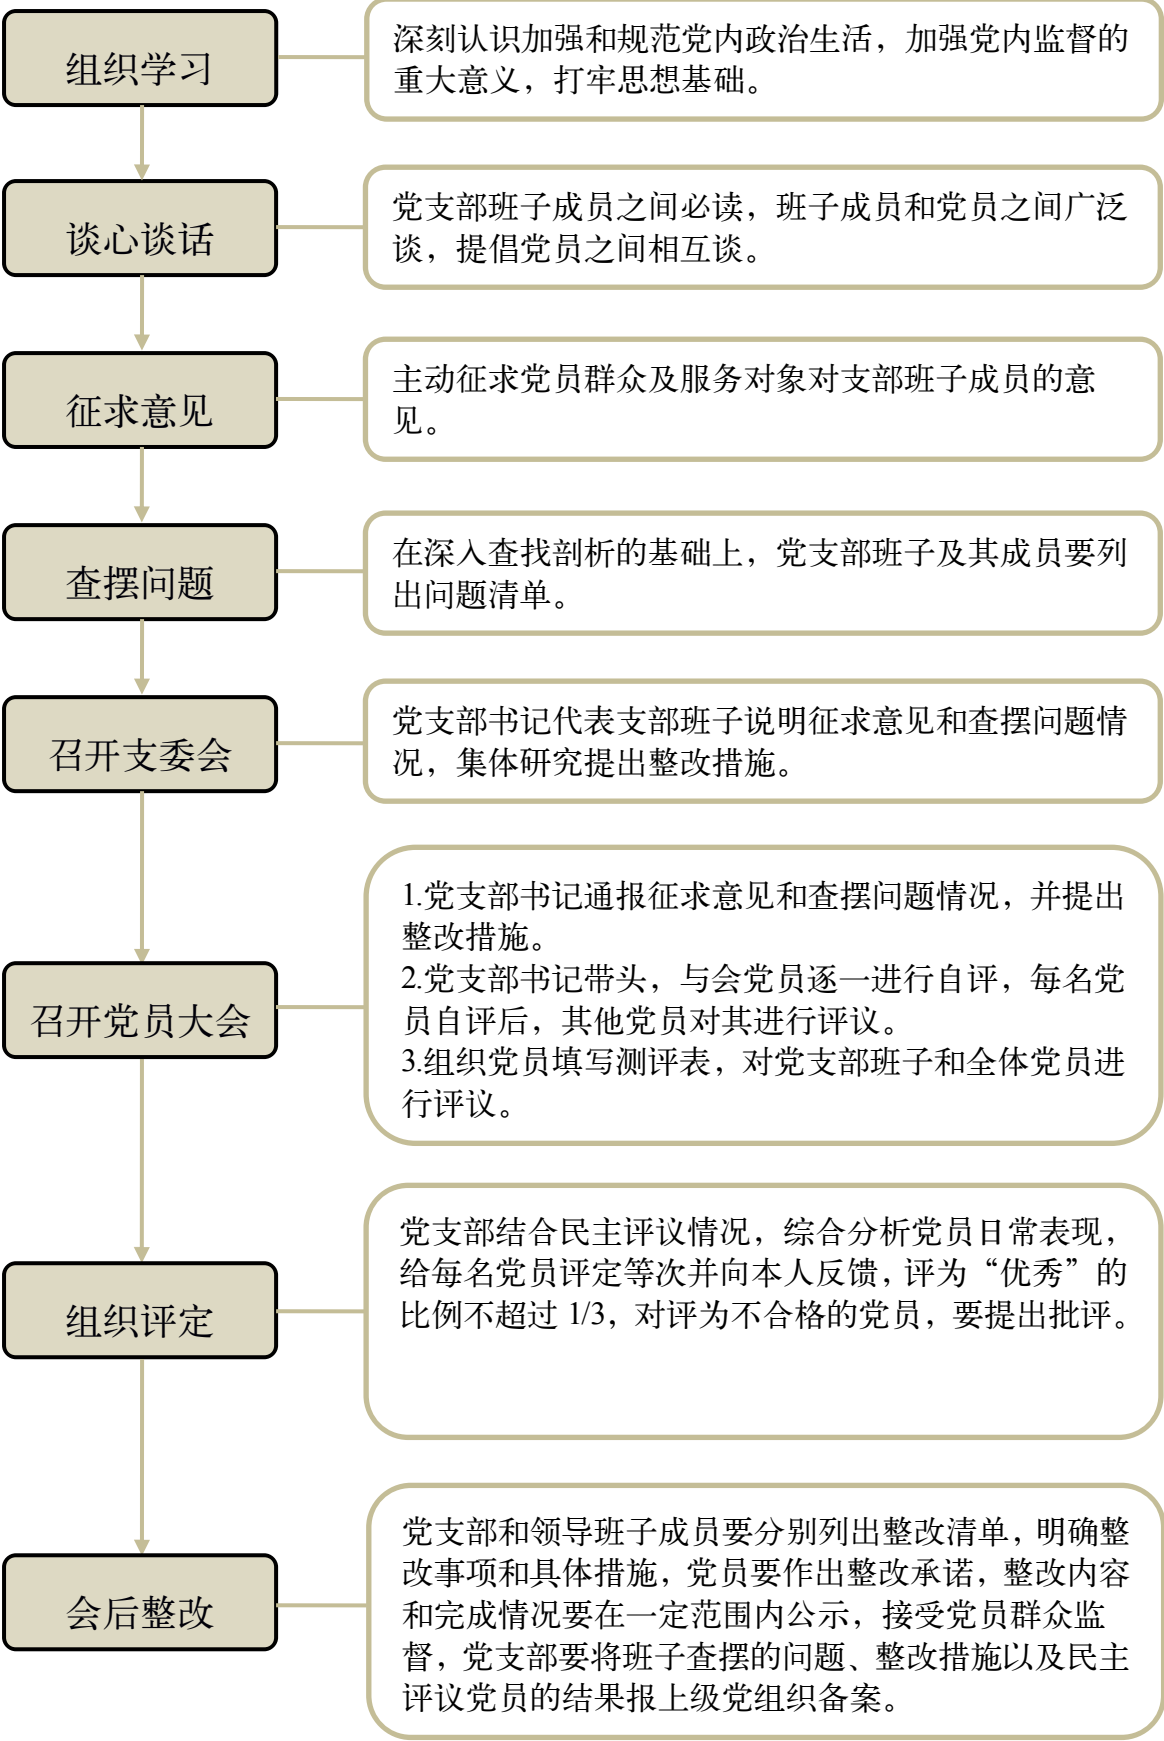 组织学习
深刻认识加强和规范党内政治生活，加强党内监督的
重大意义，打牢思想基础。
谈心谈话
党支部班子成员之间必读，班子成员和党员之间广泛
谈，提倡党员之间相互谈。
征求意见
主动征求党员群众及服务对象对支部班子成员的意
见。
查摆问题
在深入查找剖析的基础上，党支部班子及其成员要列
出问题清单。
召开支委会
党支部书记代表支部班子说明征求意见和查摆问题情
况，集体研究提出整改措施。
召开党员大会
1.党支部书记通报征求意见和查摆问题情况，并提出
整改措施。
2.党支部书记带头，与会党员逐一进行自评，每名党
员自评后，其他党员对其进行评议。
3.组织党员填写测评表，对党支部班子和全体党员进
行评议。
组织评定
党支部结合民主评议情况，综合分析党员日常表现，
给每名党员评定等次并向本人反馈，评为“优秀”的
比例不超过 1/3，对评为不合格的党员，要提出批评。
会后整改
党支部和领导班子成员要分别列出整改清单，明确整
改事项和具体措施，党员要作出整改承诺，整改内容
和完成情况要在一定范围内公示，接受党员群众监
督，党支部要将班子查摆的问题、整改措施以及民主
评议党员的结果报上级党组织备案。